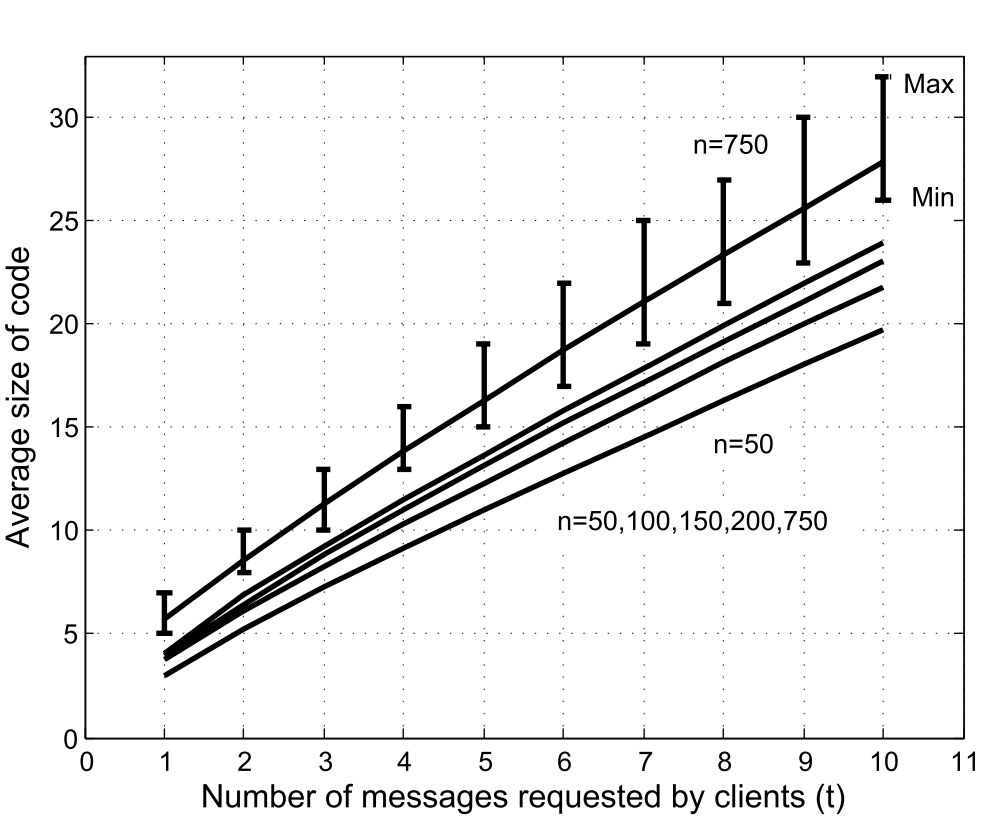 Max
n=750
Min
n=50
n=50,100,150,200,750
30
25
20
15
10
5
0
0 1 2 3 4 5 6 7 8 9 10 11
Average size of code
Number of messages requested by clients (t)